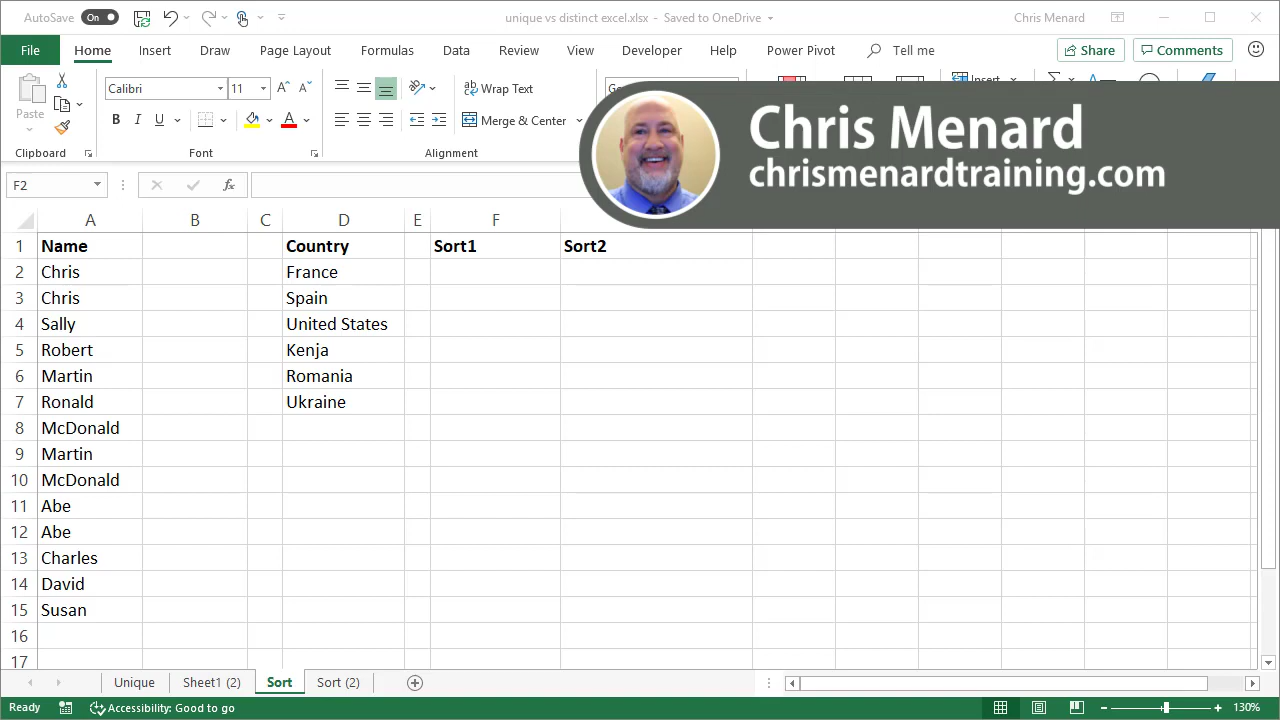 AutoSave On
unique vs distinct excel.xlsx - Saved to OneDrive
Chris Menard
File Home Insert Draw Page Layout Formulas Data Review View Developer Help Power Pivot Tell me Share Comments
Paste
Calibri 11
Wrap Text
Insert
B I U A Merge & Center
Clipboard Font Alignment
Chris Menard
chrismenardtraining.com
F2 fx
A B C D E F
1 Name Country Sort1 Sort2
2 Chris France
3 Chris Spain
4 Sally United States
5 Robert Kenja
6 Martin Romania
7 Ronald Ukraine
8 McDonald
9 Martin
10 McDonald
11 Abe
12 Abe
13 Charles
14 David
15 Susan
16
17
Unique Sheet1 (2) Sort Sort (2)
Ready Accessibility: Good to go 130%